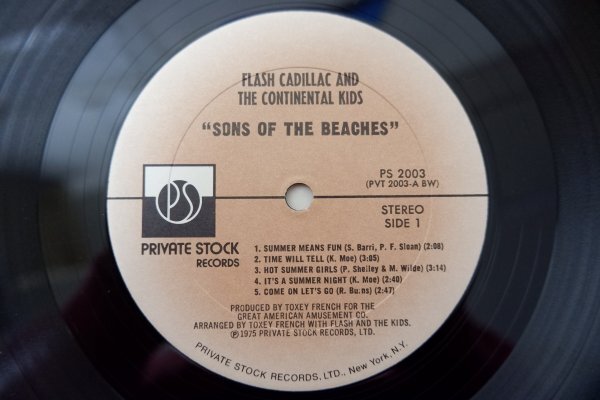 FLASH CADILLAC AND
THE CONTINENTAL KIDS
"SONS OF THE BEACHES"
PS 2003
(PVT 2003-A BW)
PS
STEREO
SIDE 1
PRIVATE STOCK
RECORDS
1. SUMMER MEANS FUN (S. Barri, P. F. Sloan) (2:08)
2. TIME WILL TELL (K. Moe) (3:05)
3. HOT SUMMER GIRLS (P. Shelley & M. Wilde) (3:14)
4. IT'S A SUMMER NIGHT (K. Moe) (2:40)
5. COME ON LET'S GO (R. Bu:ns) (2:47)
PRODUCED BY TOXEY FRENCH FOR THE
GREAT AMERICAN AMUSEMENT CO.
ARRANGED BY TOXEY FRENCH WITH FLASH AND THE KIDS.
℗1975 PRIVATE STOCK RECORDS, LTD.
PRIVATE STOCK RECORDS, LTD., New York, N.Y.